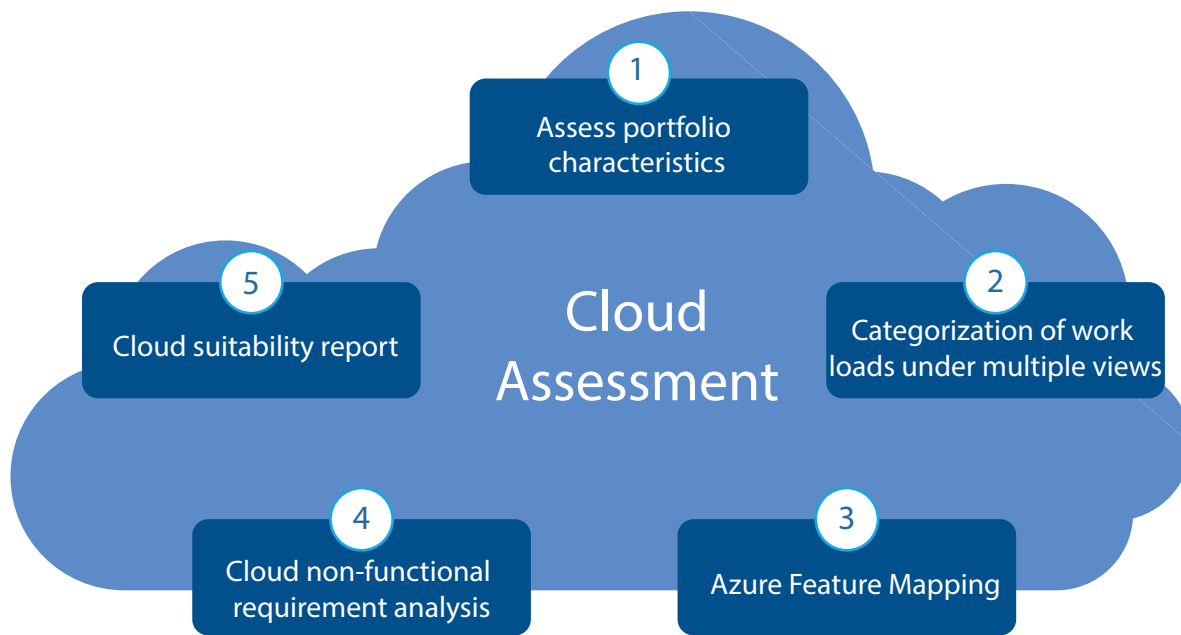 1
Assess portfolio
characteristics
2
Categorization of work
loads under multiple views
3
Azure Feature Mapping
4
Cloud non-functional
requirement analysis
5
Cloud suitability report
Cloud
Assessment